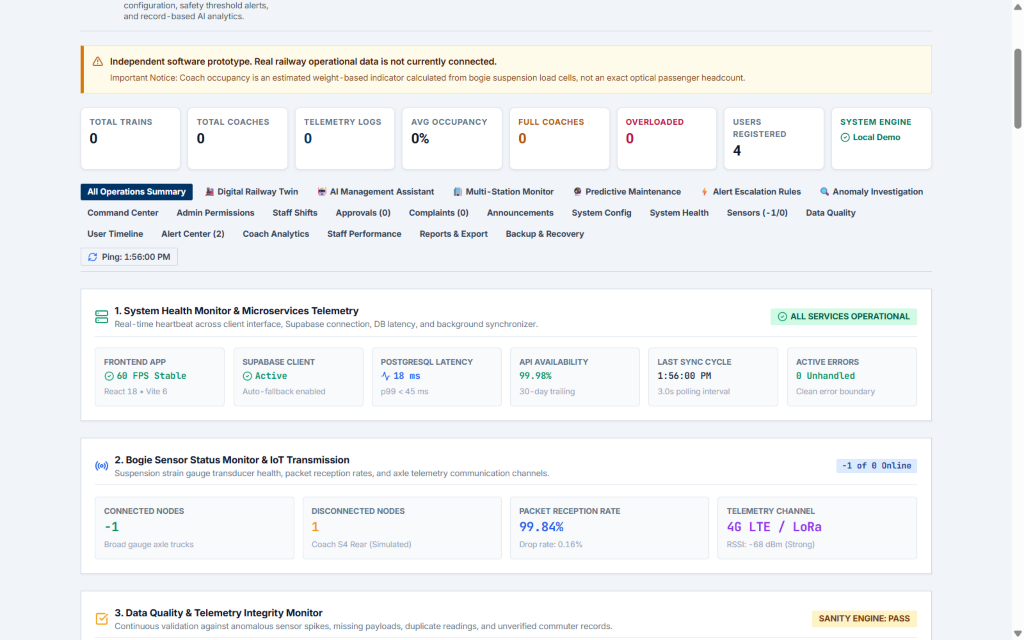 configuration, safety threshold alerts,
and record-based AI analytics.
Independent software prototype. Real railway operational data is not currently connected.
Important Notice: Coach occupancy is an estimated weight-based indicator calculated from bogie suspension load cells, not an exact optical passenger headcount.
TOTAL TRAINS
0
TOTAL COACHES
0
TELEMETRY LOGS
0
AVG OCCUPANCY
0%
FULL COACHES
0
OVERLOADED
0
USERS
REGISTERED
4
SYSTEM ENGINE
Local Demo
All Operations Summary Digital Railway Twin AI Management Assistant Multi-Station Monitor Predictive Maintenance Alert Escalation Rules Anomaly Investigation
Command Center Admin Permissions Staff Shifts Approvals (0) Complaints (0) Announcements System Config System Health Sensors (-1/0) Data Quality
User Timeline Alert Center (2) Coach Analytics Staff Performance Reports & Export Backup & Recovery
Ping: 1:56:00 PM
1. System Health Monitor & Microservices Telemetry
Real-time heartbeat across client interface, Supabase connection, DB latency, and background synchronizer.
ALL SERVICES OPERATIONAL
FRONTEND APP
60 FPS Stable
React 18 • Vite 6
SUPABASE CLIENT
Active
Auto-fallback enabled
POSTGRESQL LATENCY
18 ms
p99 < 45 ms
API AVAILABILITY
99.98%
30-day trailing
LAST SYNC CYCLE
1:56:00 PM
3.0s polling interval
ACTIVE ERRORS
0 Unhandled
Clean error boundary
2. Bogie Sensor Status Monitor & IoT Transmission
Suspension strain gauge transducer health, packet reception rates, and axle telemetry communication channels.
-1 of 0 Online
CONNECTED NODES
-1
Broad gauge axle trucks
DISCONNECTED NODES
1
Coach S4 Rear (Simulated)
PACKET RECEPTION RATE
99.84%
Drop rate: 0.16%
TELEMETRY CHANNEL
4G LTE / LoRa
RSSI: -68 dBm (Strong)
3. Data Quality & Telemetry Integrity Monitor
Continuous validation against anomalous sensor spikes, missing payloads, duplicate readings, and unverified commuter records.
SANITY ENGINE: PASS